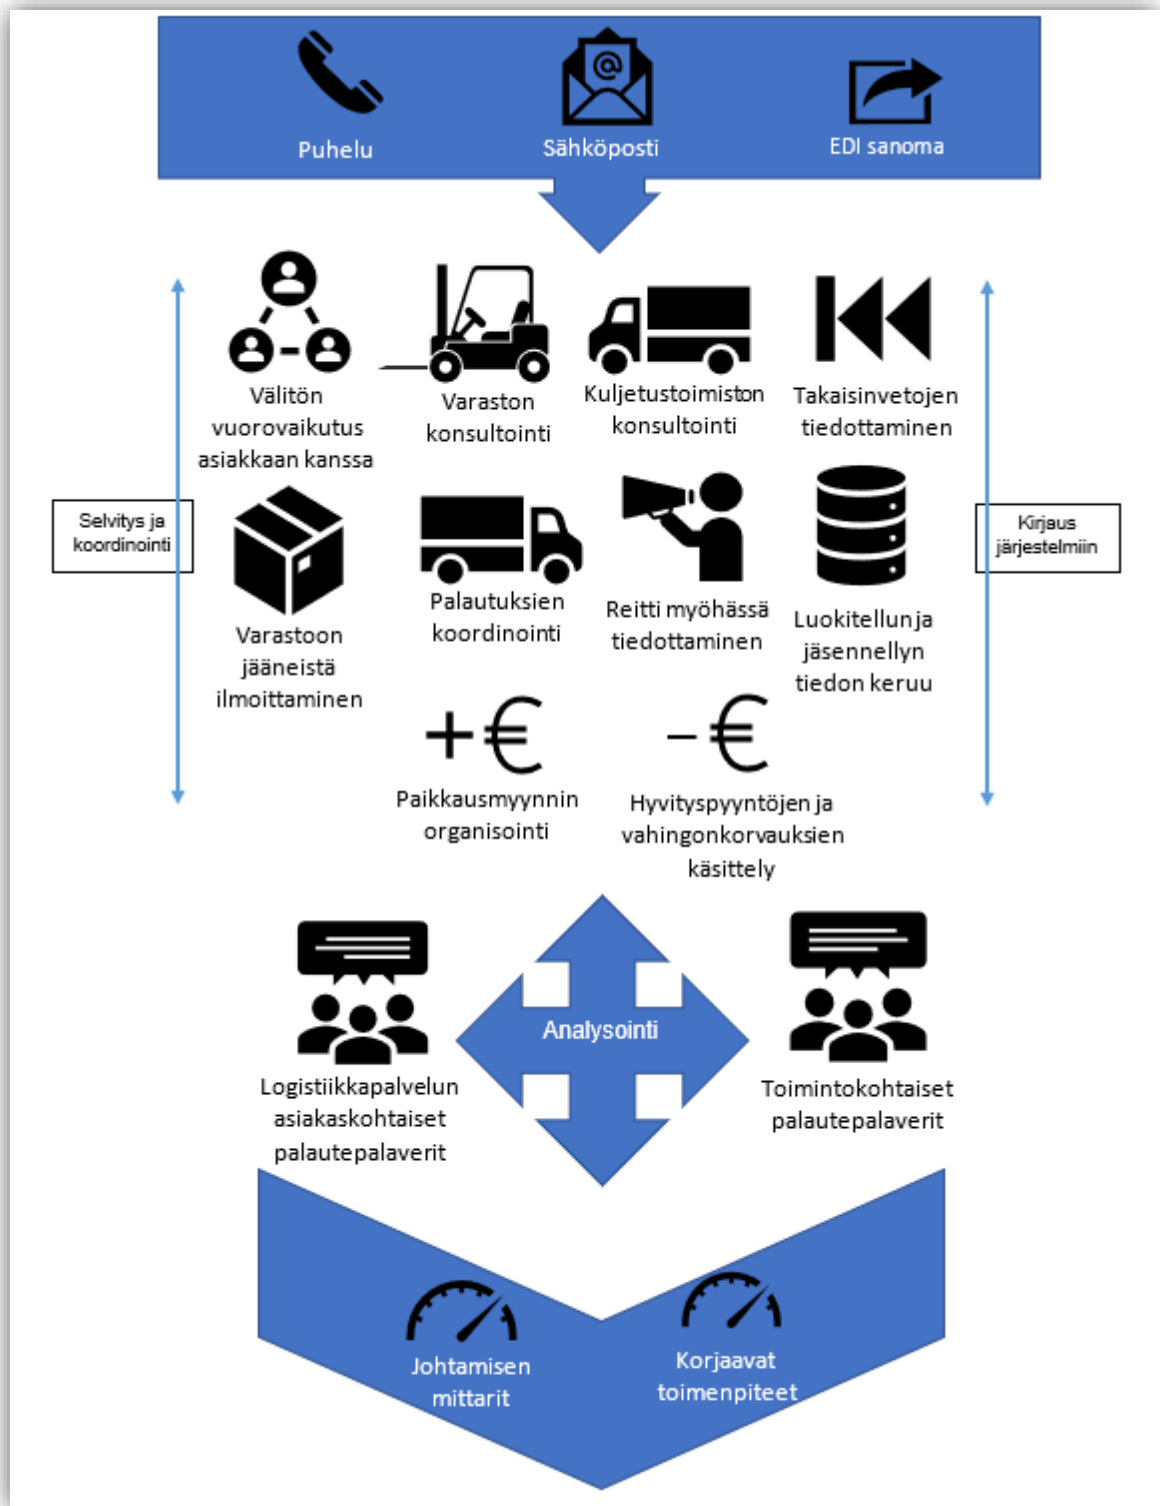 Puhelu
Sähköposti
EDI sanoma
Välitön
vuorovaikutus
asiakkaan kanssa
Varaston
konsultointi
Kuljetustoimiston
konsultointi
Takaisinvetojen
tiedottaminen
Selvitys ja
koordinointi
Kirjaus
järjestelmiin
Varastoon
jääneistä
ilmoittaminen
Palautuksien
koordinointi
Reitti myöhässä
tiedottaminen
Luokitellun ja
jäsennellyn
tiedon keruu
Paikkausmyynnin
organisointi
Hyvityspyyntöjen ja
vahingonkorvauksien
käsittely
Analysointi
Logistiikkapalvelun
asiakaskohtaiset
palautepalaverit
Toimintokohtaiset
palautepalaverit
Johtamisen
mittarit
Korjaavat
toimenpiteet